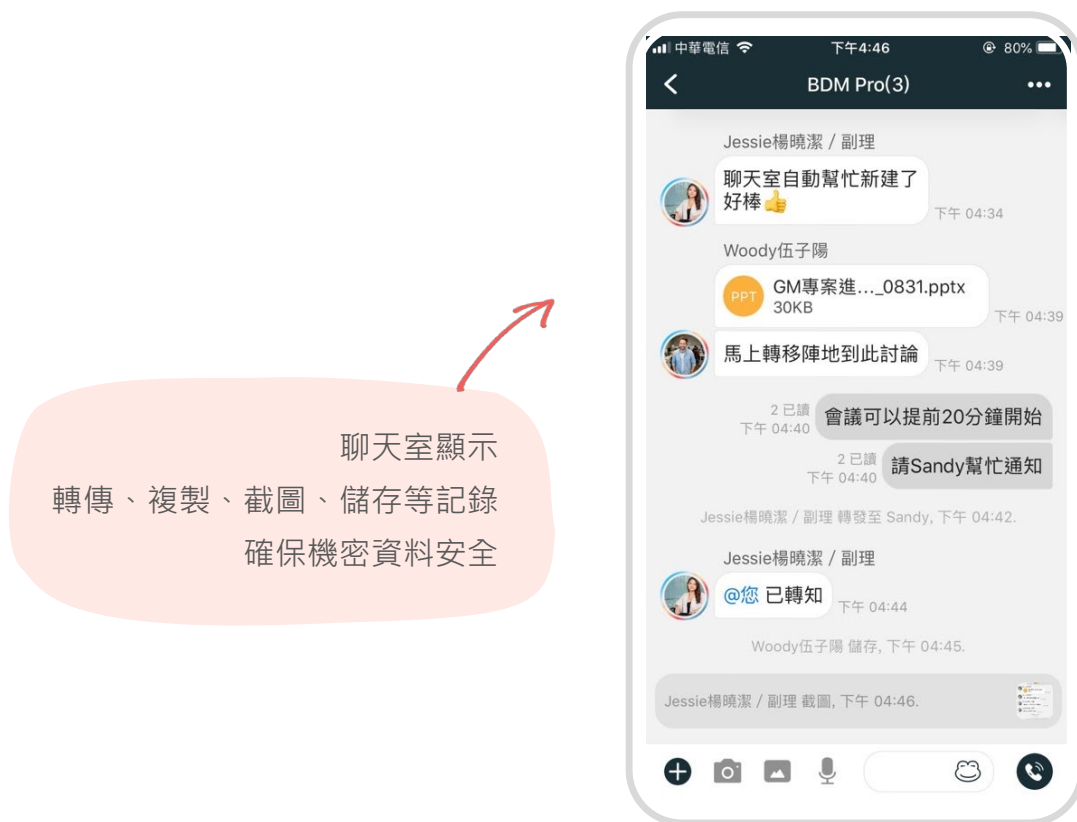 聊天室顯示
轉傳、複製、截圖、儲存等記錄
確保機密資料安全
中華電信
下午4:46
80%
BDM Pro(3)
Jessie楊曉潔 / 副理
聊天室自動幫忙新建了
好棒👍
下午 04:34
Woody伍子陽
PPT
GM專案進…_0831.pptx
30KB
下午 04:39
馬上轉移陣地到此討論
下午 04:39
2 已讀
下午 04:40
會議可以提前20分鐘開始
2 已讀
下午 04:40
請Sandy幫忙通知
Jessie楊曉潔 / 副理 轉發至 Sandy, 下午 04:42.
Jessie楊曉潔 / 副理
@您 已轉知
下午 04:44
Woody伍子陽 儲存, 下午 04:45.
Jessie楊曉潔 / 副理 截圖, 下午 04:46.